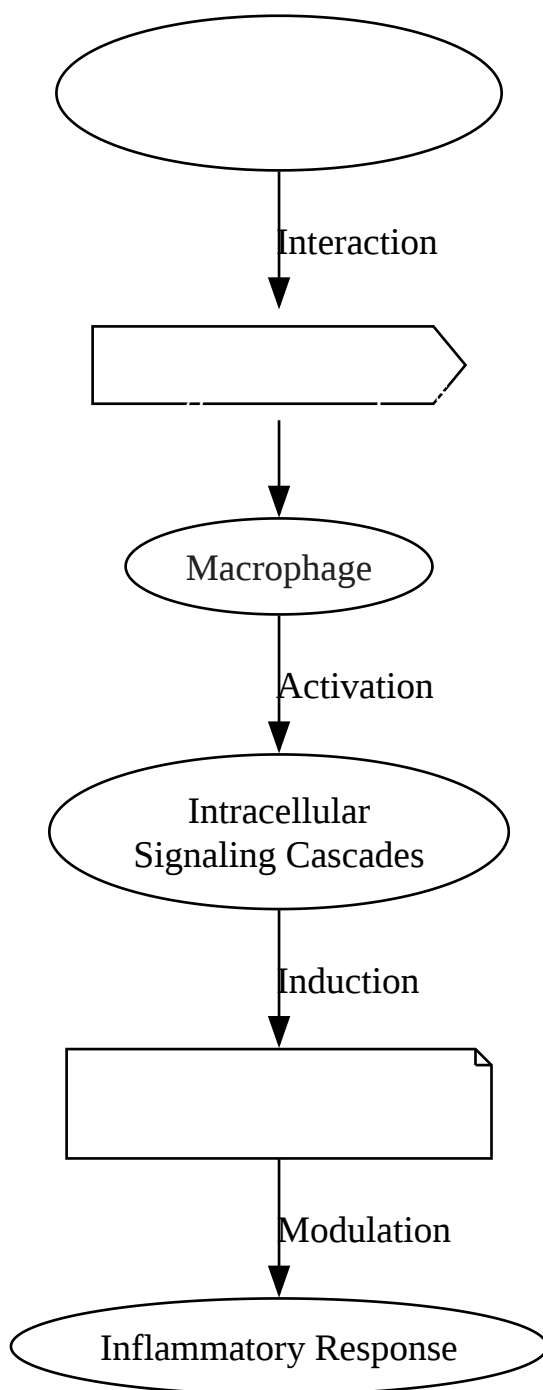 Interaction
Macrophage
Activation
Intracellular
Signaling Cascades
Induction
Modulation
Inflammatory Response